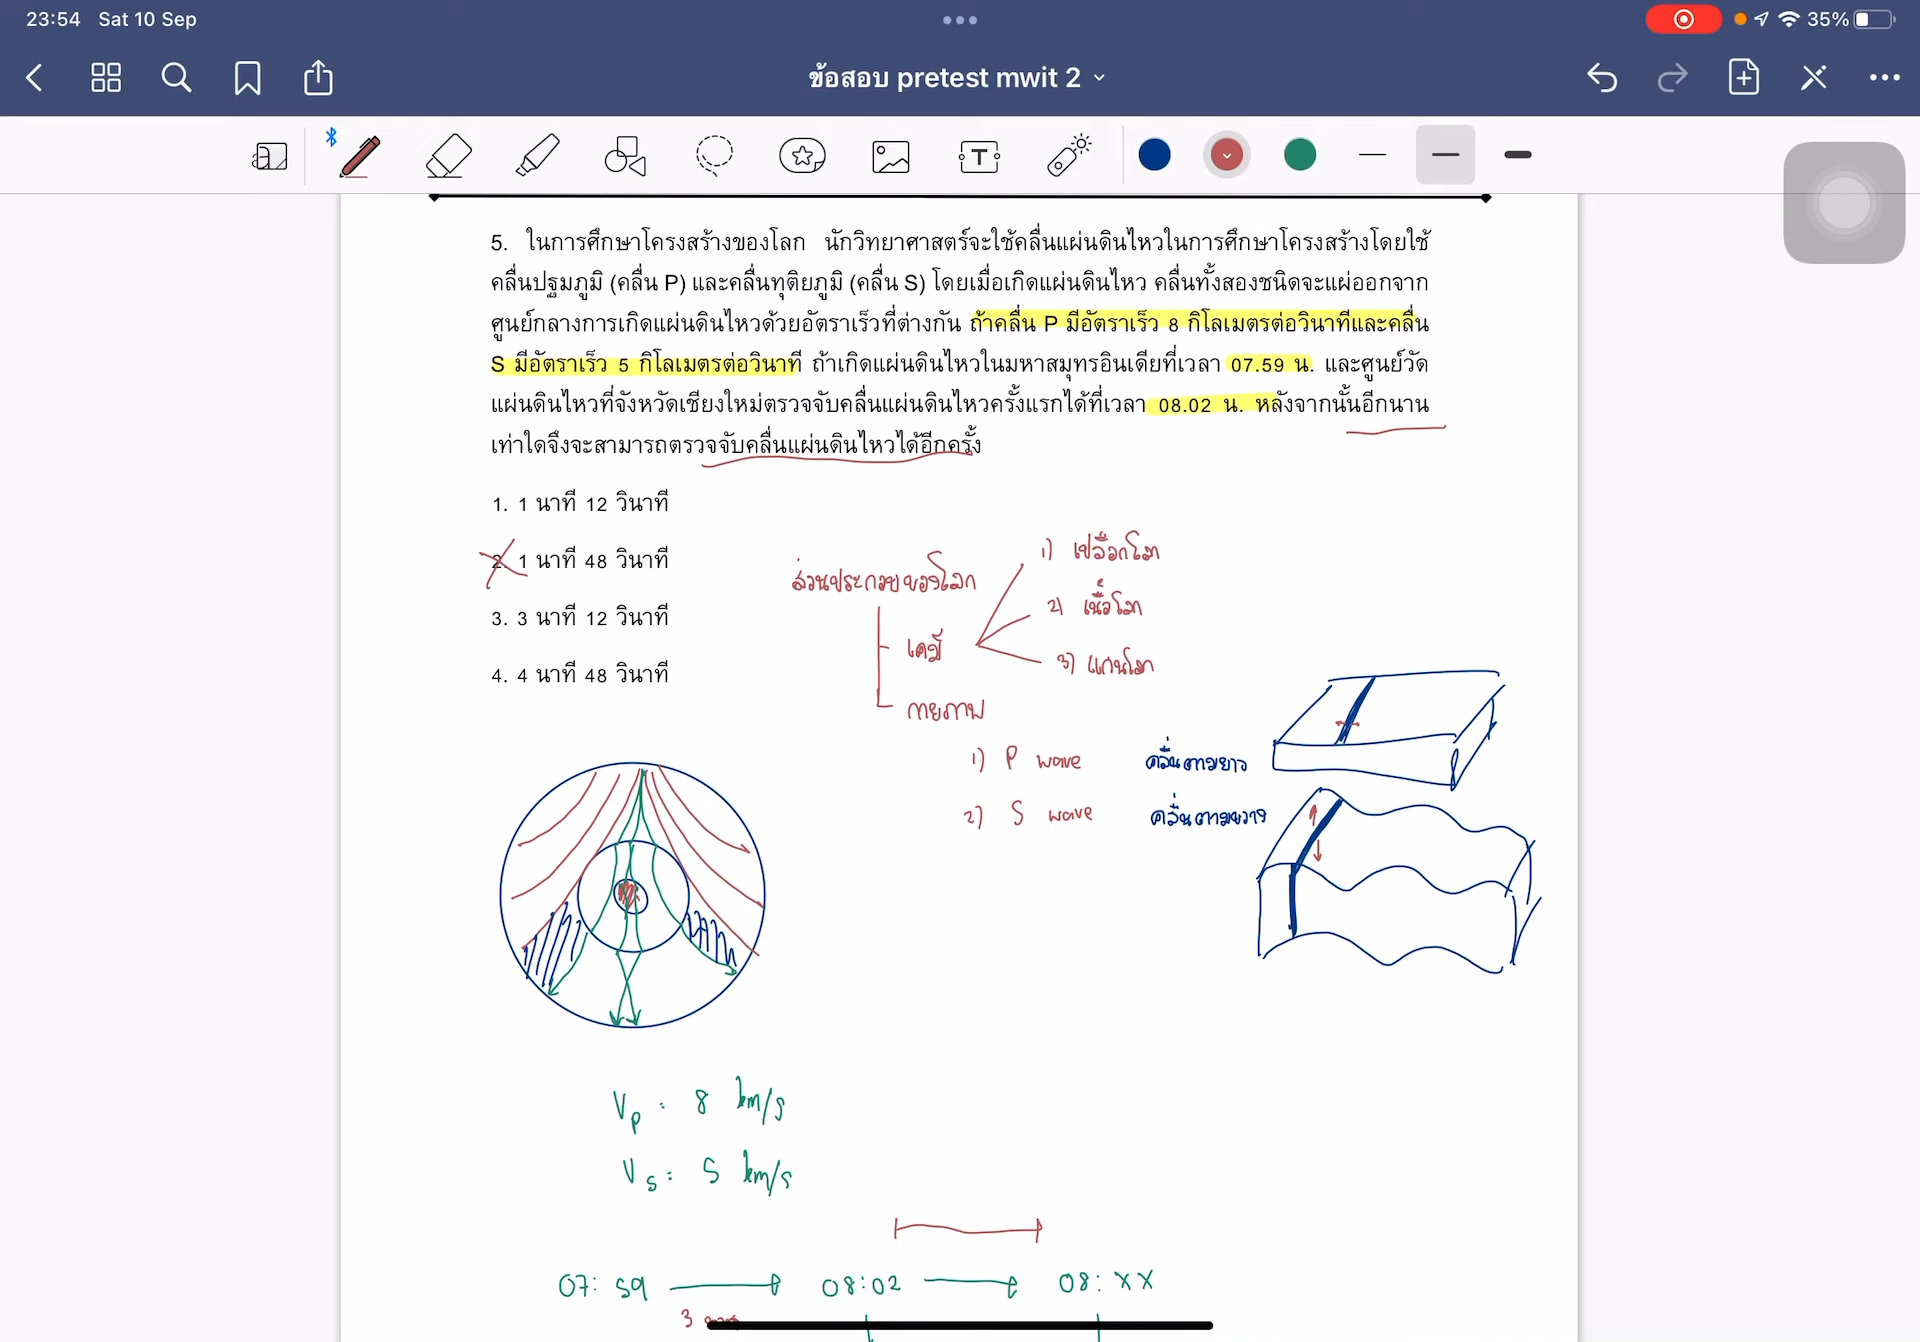 23:54 Sat 10 Sep
35%
ข้อสอบ pretest mwit 2
5. ในการศึกษาโครงสร้างของโลก นักวิทยาศาสตร์จะใช้คลื่นแผ่นดินไหวในการศึกษาโครงสร้างโดยใช้
คลื่นปฐมภูมิ (คลื่น P) และคลื่นทุติยภูมิ (คลื่น S) โดยเมื่อเกิดแผ่นดินไหว คลื่นทั้งสองชนิดจะแผ่ออกจาก
ศูนย์กลางการเกิดแผ่นดินไหวด้วยอัตราเร็วที่ต่างกัน ถ้าคลื่น P มีอัตราเร็ว 8 กิโลเมตรต่อวินาทีและคลื่น
S มีอัตราเร็ว 5 กิโลเมตรต่อวินาที ถ้าเกิดแผ่นดินไหวในมหาสมุทรอินเดียที่เวลา 07.59 น. และศูนย์วัด
แผ่นดินไหวที่จังหวัดเชียงใหม่ตรวจจับคลื่นแผ่นดินไหวครั้งแรกได้ที่เวลา 08.02 น. หลังจากนั้นอีกนาน
เท่าใดจึงจะสามารถตรวจจับคลื่นแผ่นดินไหวได้อีกครั้ง
1. 1 นาที 12 วินาที
2. 1 นาที 48 วินาที
3. 3 นาที 12 วินาที
4. 4 นาที 48 วินาที
ส่วนประกอบของโลก
1) เปลือกโลก
2) เนื้อโลก
เคมี
3) แก่นโลก
กายภาพ
1) P wave คลื่นตามยาว
2) S wave คลื่นตามขวาง
Vp = 8 km/s
Vs = 5 km/s
07:59 08:02 08:XX
3